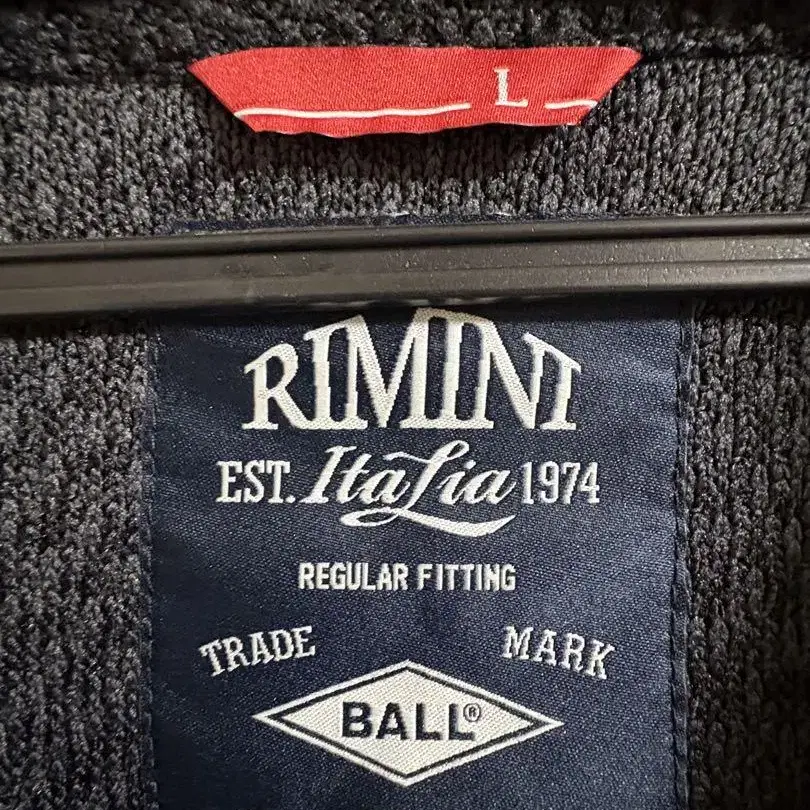 L
RIMINI
EST. Italia 1974
REGULAR FITTING
TRADE MARK
BALL®